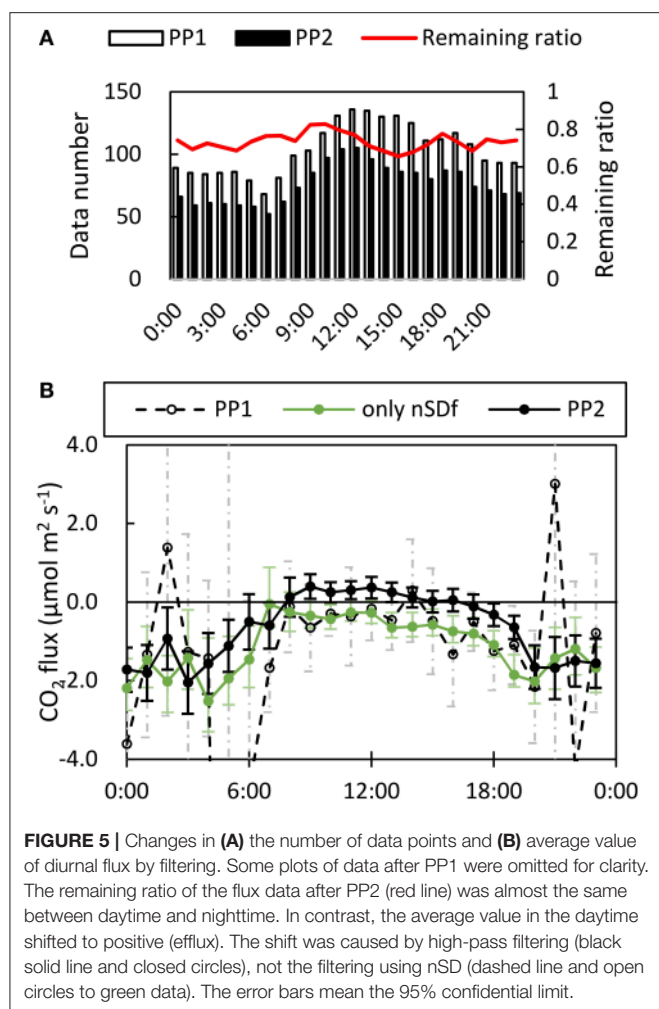 A
PP1 PP2 Remaining ratio
150
100
50
0
Data number
1
0.8
0.6
0.4
0.2
0
Remaining ratio
0:00 3:00 6:00 9:00 12:00 15:00 18:00 21:00
B
PP1 only nSDf PP2
4.0
2.0
0.0
-2.0
-4.0
CO₂ flux (µmol m² s⁻¹)
0:00 6:00 12:00 18:00 0:00
FIGURE 5 | Changes in (A) the number of data points and (B) average value
of diurnal flux by filtering. Some plots of data after PP1 were omitted for clarity.
The remaining ratio of the flux data after PP2 (red line) was almost the same
between daytime and nighttime. In contrast, the average value in the daytime
shifted to positive (efflux). The shift was caused by high-pass filtering (black
solid line and closed circles), not the filtering using nSD (dashed line and open
circles to green data). The error bars mean the 95% confidential limit.